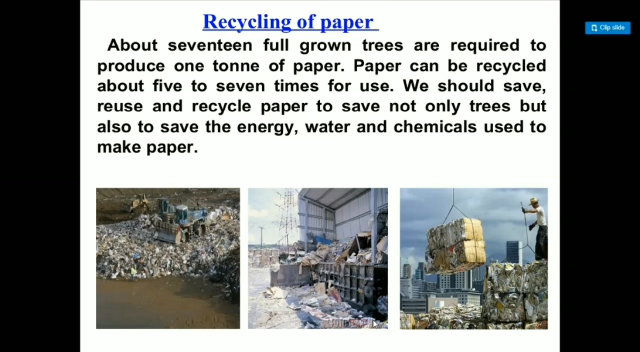 Recycling of paper
About seventeen full grown trees are required to
produce one tonne of paper. Paper can be recycled
about five to seven times for use. We should save,
reuse and recycle paper to save not only trees but
also to save the energy, water and chemicals used to
make paper.
Clip slide